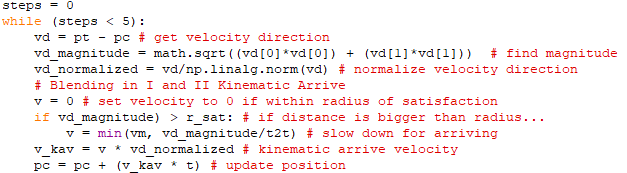 steps = 0
while (steps < 5):
    vd = pt - pc # get velocity direction
    vd_magnitude = math.sqrt((vd[0]*vd[0]) + (vd[1]*vd[1]))  # find magnitude
    vd_normalized = vd/np.linalg.norm(vd) # normalize velocity direction
    # Blending in I and II Kinematic Arrive
    v = 0 # set velocity to 0 if within radius of satisfaction
    if vd_magnitude) > r_sat: # if distance is bigger than radius...
        v = min(vm, vd_magnitude/t2t) # slow down for arriving
    v_kav = v * vd_normalized # kinematic arrive velocity
    pc = pc + (v_kav * t) # update position